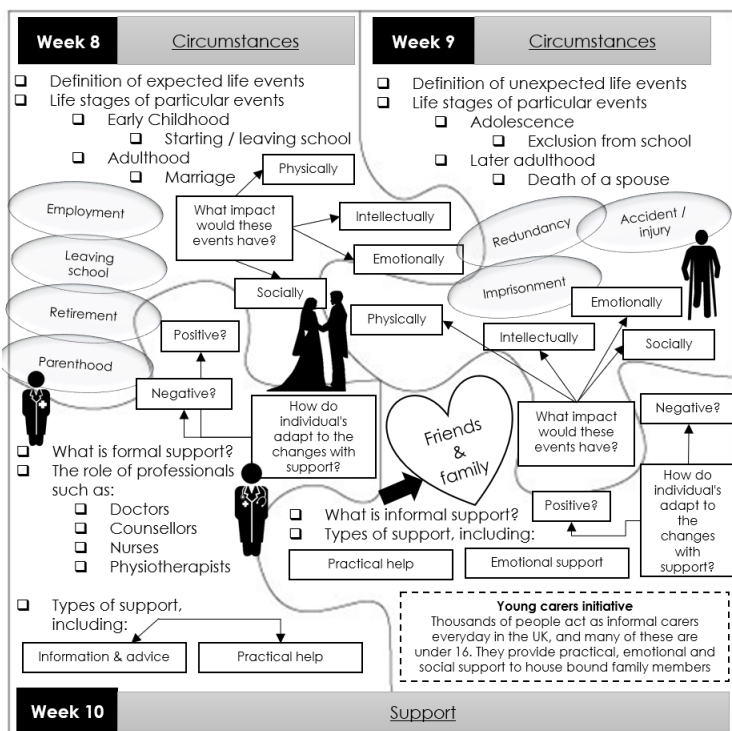 Week 8
Circumstances
Definition of expected life events
Life stages of particular events
Early Childhood
Starting / leaving school
Adulthood
Marriage
Physically
What impact
would these
events have?
Intellectually
Emotionally
Socially
Employment
Leaving
school
Retirement
Parenthood
Positive?
Negative?
How do
individual's
adapt to the
changes with
support?
Week 9
Circumstances
Definition of unexpected life events
Life stages of particular events
Adolescence
Exclusion from school
Later adulthood
Death of a spouse
Redundancy
Accident /
injury
Imprisonment
Physically
Intellectually
Emotionally
Socially
What impact
would these
events have?
Negative?
Positive?
How do
individual's
adapt to
the
changes
with
support?
What is formal support?
The role of professionals
such as:
Doctors
Counsellors
Nurses
Physiotherapists
Types of support,
including:
Information & advice
Practical help
Friends
&
family
What is informal support?
Types of support, including:
Practical help
Emotional support
Young carers initiative
Thousands of people act as informal carers
everyday in the UK, and many of these are
under 16. They provide practical, emotional and
social support to house bound family members
Week 10
Support